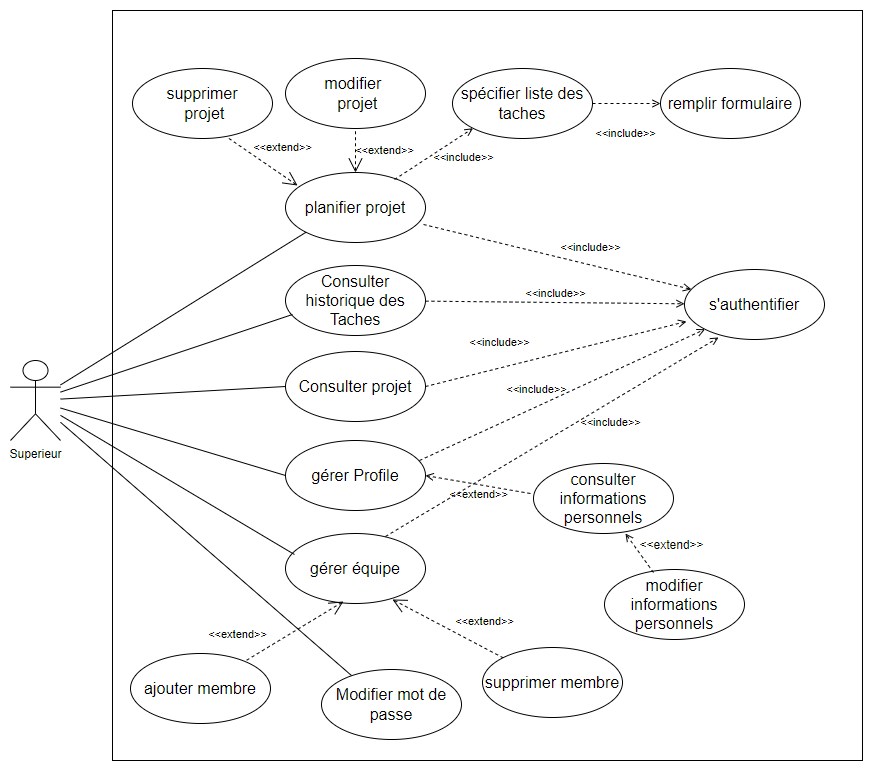 supprimer
projet
modifier
projet
spécifier liste des
taches
remplir formulaire
<<extend>>
<<extend>>
<<include>>
<<include>>
planifier projet
<<include>>
Consulter
historique des
Taches
<<include>>
s'authentifier
<<include>>
Consulter projet
<<include>>
<<include>>
Superieur
gérer Profile
<<extend>>
consulter
informations
personnels
<<extend>>
gérer équipe
modifier
informations
personnels
<<extend>>
<<extend>>
ajouter membre
Modifier mot de
passe
supprimer membre